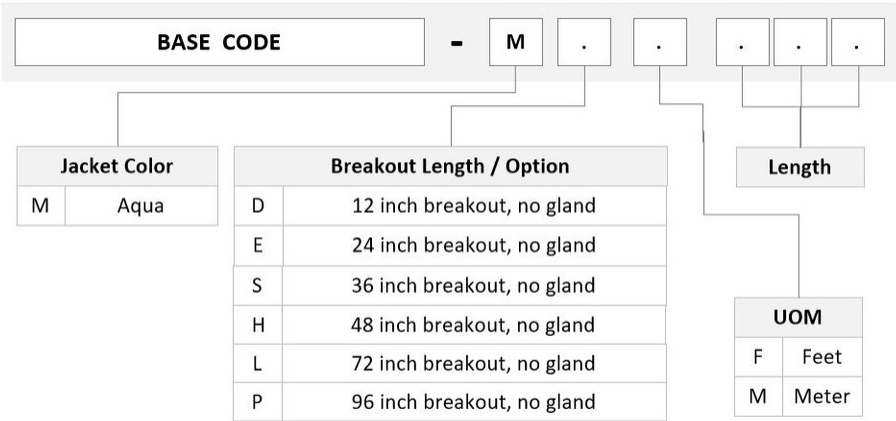 BASE CODE - M . . . . .
Jacket Color
M Aqua
Breakout Length / Option
D 12 inch breakout, no gland
E 24 inch breakout, no gland
S 36 inch breakout, no gland
H 48 inch breakout, no gland
L 72 inch breakout, no gland
P 96 inch breakout, no gland
Length
UOM
F Feet
M Meter